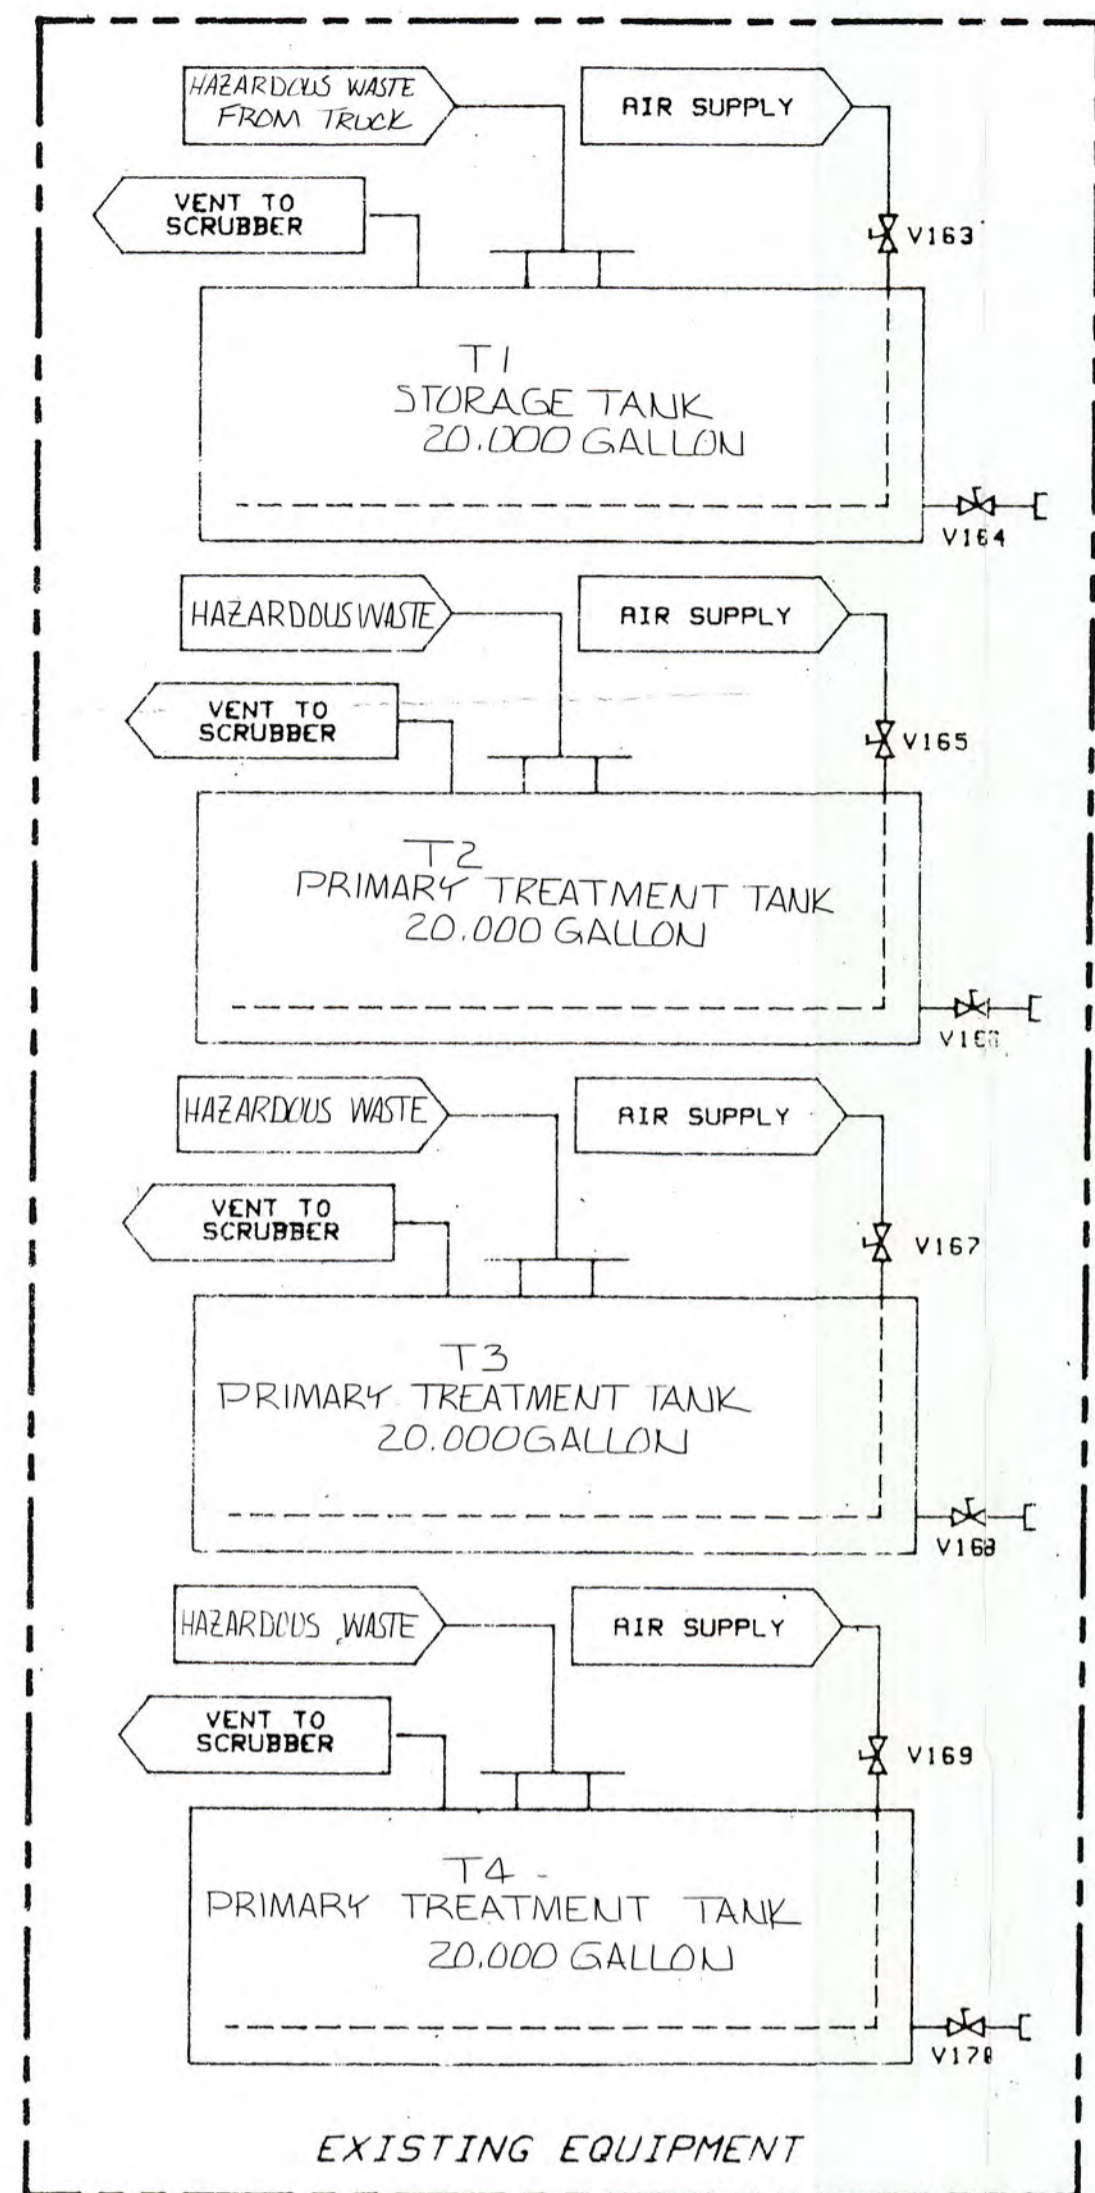 HAZARDOUS WASTE
FROM TRUCK
AIR SUPPLY
VENT TO
SCRUBBER
V163
T1
STORAGE TANK
20.000 GALLON
V164
HAZARDOUS WASTE
AIR SUPPLY
VENT TO
SCRUBBER
V165
T2
PRIMARY TREATMENT TANK
20.000 GALLON
HAZARDOUS WASTE
AIR SUPPLY
VENT TO
SCRUBBER
V167
T3
PRIMARY TREATMENT TANK
20.000 GALLON
V168
HAZARDOUS WASTE
AIR SUPPLY
VENT TO
SCRUBBER
V169
T4
PRIMARY TREATMENT TANK
20.000 GALLON
V170
EXISTING EQUIPMENT